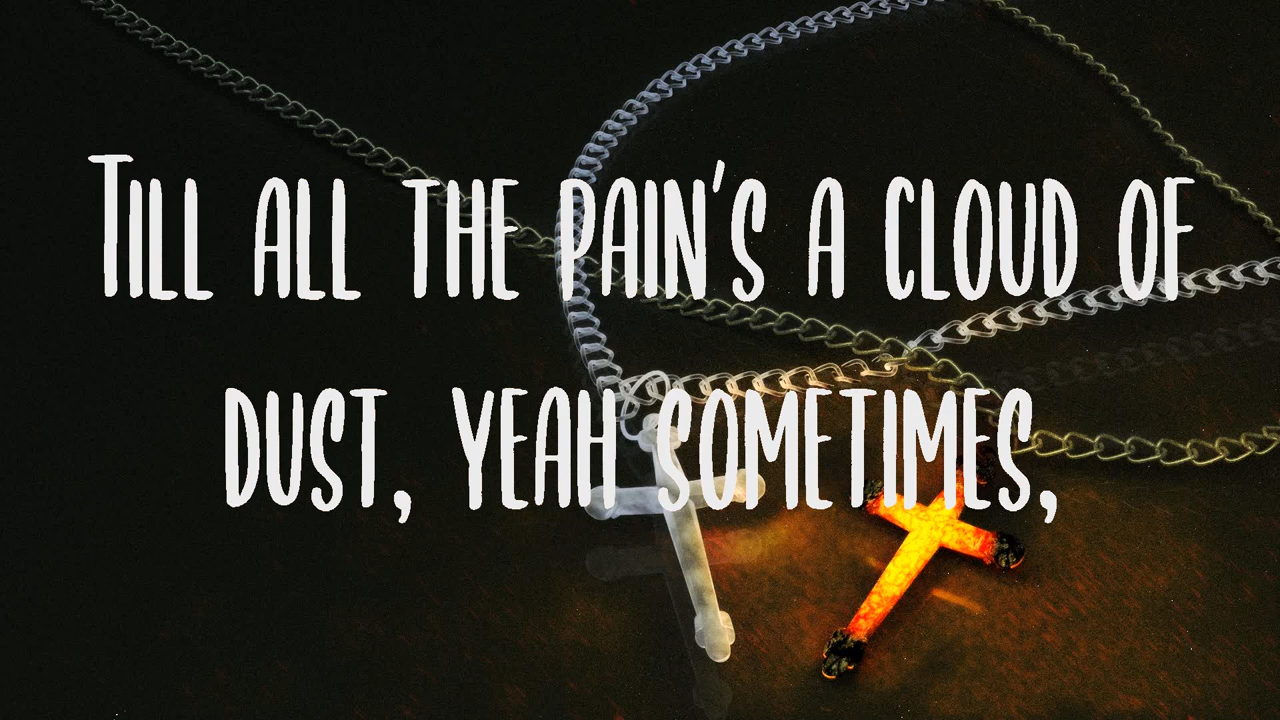 Till all the pain's a cloud of
dust, yeah sometimes,